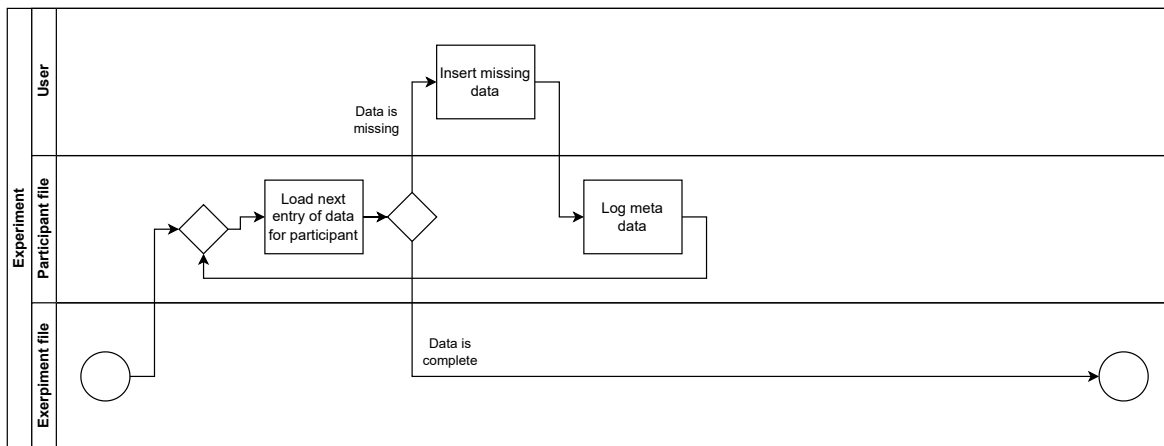 Experiment
User
Participant file
Exerpiment file
Insert missing
data
Data is
missing
Load next
entry of data
for participant
Log meta
data
Data is
complete